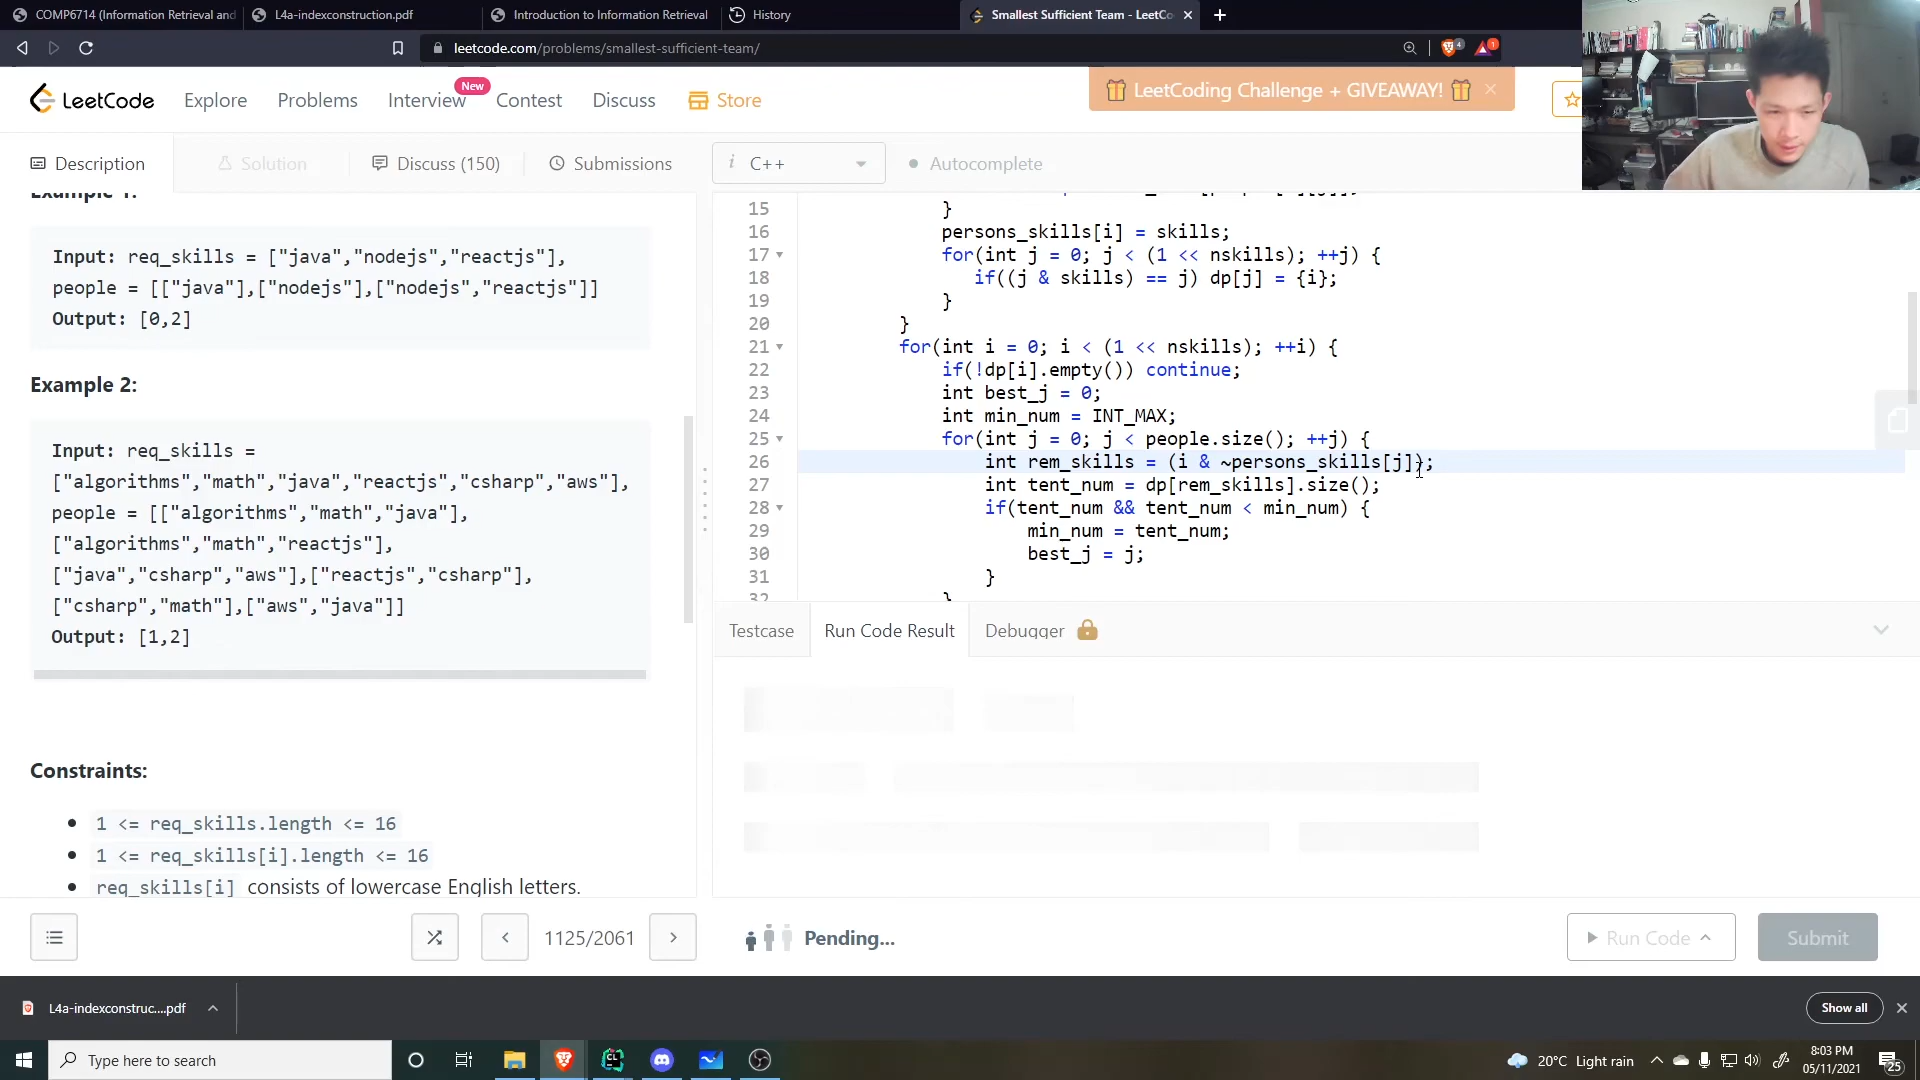 COMP6714 (Information Retrieval and
L4a-indexconstruction.pdf
Introduction to Information Retrieval
History
Smallest Sufficient Team - LeetCo
leetcode.com/problems/smallest-sufficient-team/
4
1
LeetCode
Explore
Problems
Interview
New
Contest
Discuss
Store
LeetCoding Challenge + GIVEAWAY!
Description
Solution
Discuss (150)
Submissions
i C++
Autocomplete
Example 1:
Input: req_skills = ["java","nodejs","reactjs"],
people = [["java"],["nodejs"],["nodejs","reactjs"]]
Output: [0,2]
Example 2:
Input: req_skills =
["algorithms","math","java","reactjs","csharp","aws"],
people = [["algorithms","math","java"],
["algorithms","math","reactjs"],
["java","csharp","aws"],["reactjs","csharp"],
["csharp","math"],["aws","java"]]
Output: [1,2]
Constraints:
1 <= req_skills.length <= 16
1 <= req_skills[i].length <= 16
req_skills[i] consists of lowercase English letters.
15 }
16 persons_skills[i] = skills;
17 for(int j = 0; j < (1 << nskills); ++j) {
18 if((j & skills) == j) dp[j] = {i};
19 }
20 }
21 for(int i = 0; i < (1 << nskills); ++i) {
22 if(!dp[i].empty()) continue;
23 int best_j = 0;
24 int min_num = INT_MAX;
25 for(int j = 0; j < people.size(); ++j) {
26 int rem_skills = (i & ~persons_skills[j]);
27 int tent_num = dp[rem_skills].size();
28 if(tent_num && tent_num < min_num) {
29 min_num = tent_num;
30 best_j = j;
31 }
32 }
Testcase
Run Code Result
Debugger
1125/2061
Pending...
Run Code
Submit
L4a-indexconstruc....pdf
Show all
Type here to search
20°C Light rain
8:03 PM
05/11/2021
25